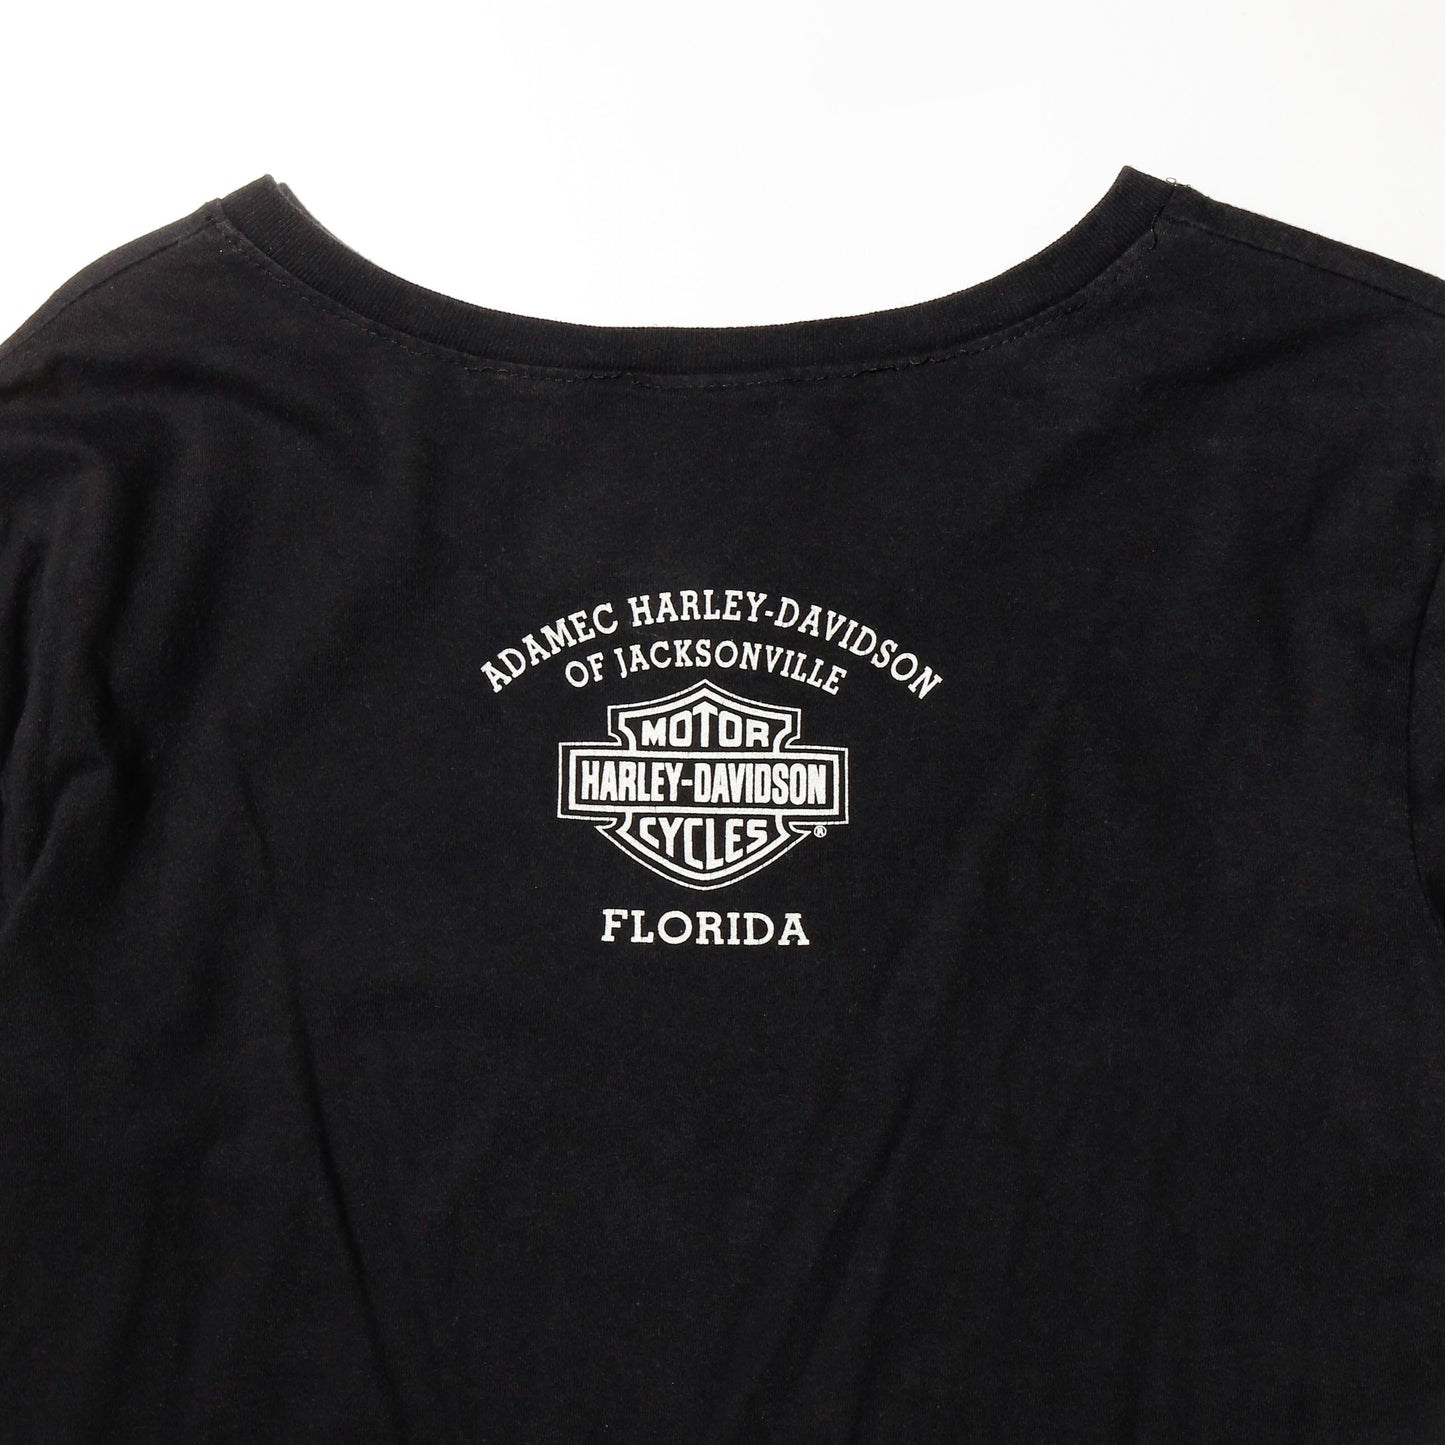 ADAMEC HARLEY-DAVIDSON
OF JACKSONVILLE
MOTOR
HARLEY-DAVIDSON
CYCLES
®
FLORIDA